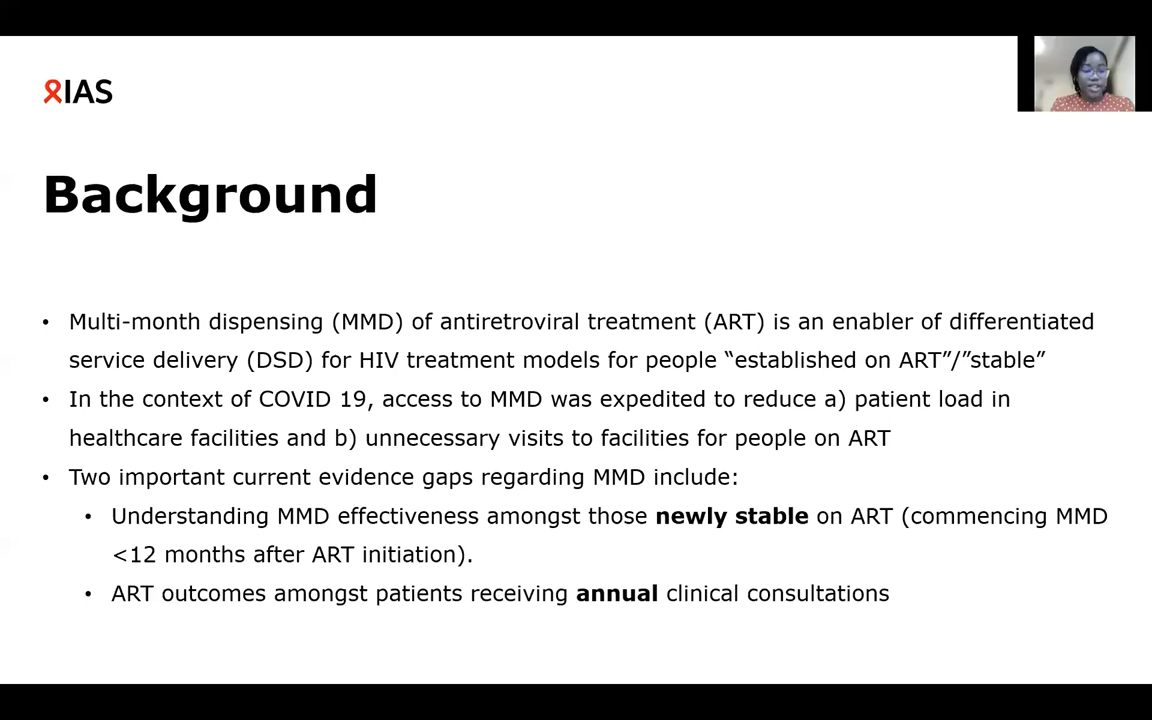 IAS
Background
• Multi-month dispensing (MMD) of antiretroviral treatment (ART) is an enabler of differentiated
service delivery (DSD) for HIV treatment models for people “established on ART”/”stable”
• In the context of COVID 19, access to MMD was expedited to reduce a) patient load in
healthcare facilities and b) unnecessary visits to facilities for people on ART
• Two important current evidence gaps regarding MMD include:
• Understanding MMD effectiveness amongst those newly stable on ART (commencing MMD
<12 months after ART initiation).
• ART outcomes amongst patients receiving annual clinical consultations